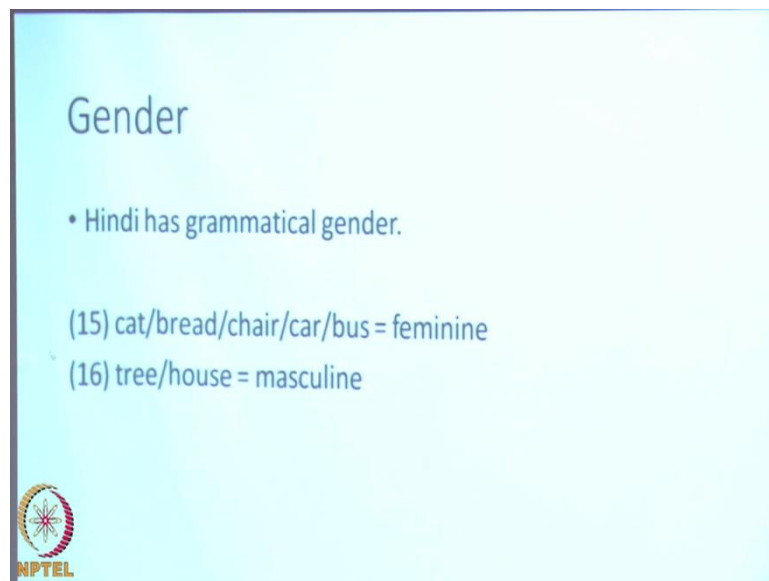 Gender
• Hindi has grammatical gender.
(15) cat/bread/chair/car/bus = feminine
(16) tree/house = masculine
NPTEL